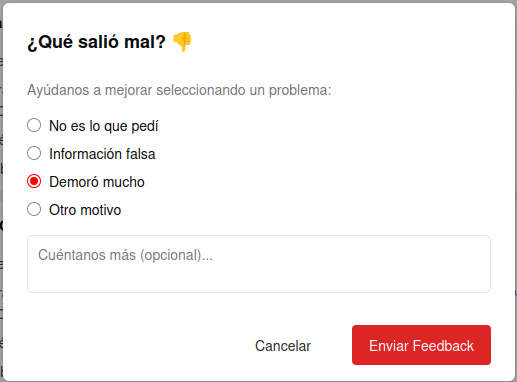 ¿Qué salió mal? 👎
Ayúdanos a mejorar seleccionando un problema:
No es lo que pedí
Información falsa
Demoró mucho
Otro motivo
Cuéntanos más (opcional)...
Cancelar Enviar Feedback